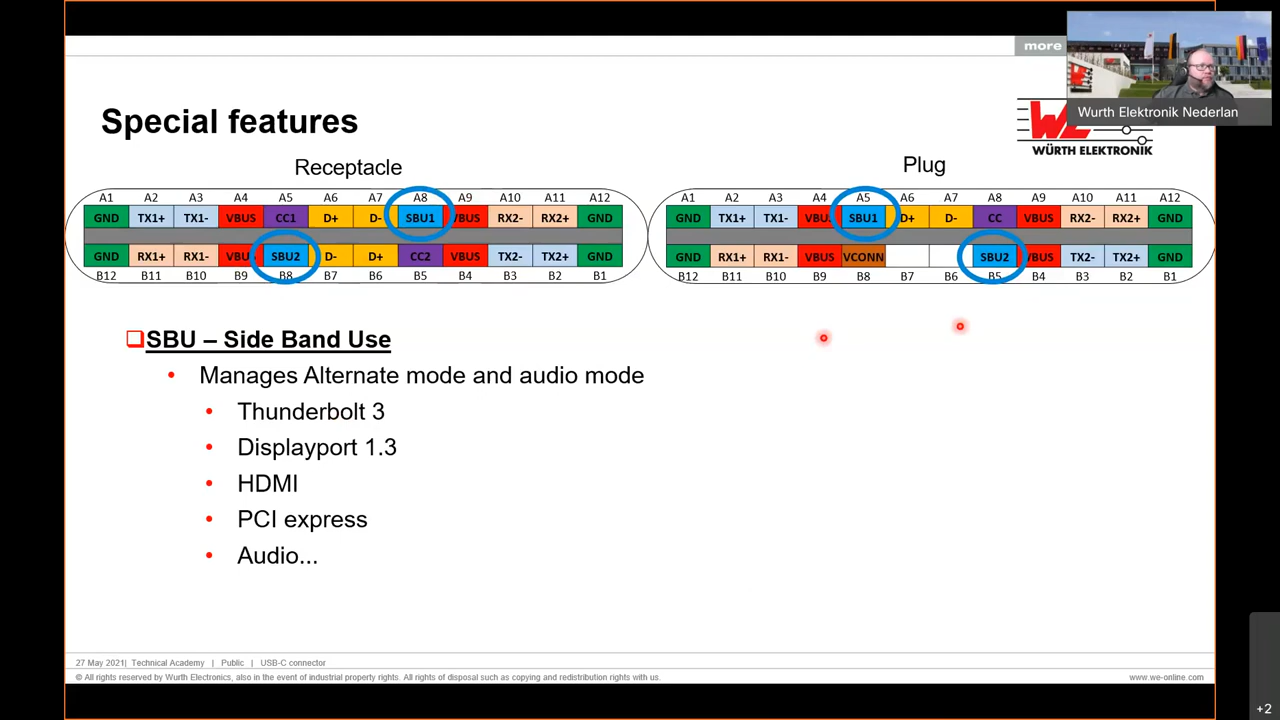 more
Wurth Elektronik Nederlan
Special features
WE
WÜRTH ELEKTRONIK
Receptacle
A1 A2 A3 A4 A5 A6 A7 A8 A9 A10 A11 A12
GND TX1+ TX1- VBUS CC1 D+ D- SBU1 VBUS RX2- RX2+ GND
GND RX1+ RX1- VBU SBU2 D- D+ CC2 VBUS TX2- TX2+ GND
B12 B11 B10 B9 B8 B7 B6 B5 B4 B3 B2 B1
Plug
A1 A2 A3 A4 A5 A6 A7 A8 A9 A10 A11 A12
GND TX1+ TX1- VBUS SBU1 D+ D- CC VBUS RX2- RX2+ GND
GND RX1+ RX1- VBUS VCONN SBU2 VBUS TX2- TX2+ GND
B12 B11 B10 B9 B8 B7 B6 B5 B4 B3 B2 B1
SBU – Side Band Use
• Manages Alternate mode and audio mode
• Thunderbolt 3
• Displayport 1.3
• HDMI
• PCI express
• Audio...
27 May 2021| Technical Academy | Public | USB-C connector
© All rights reserved by Wurth Electronics, also in the event of industrial property rights. All rights of disposal such as copying and redistribution rights with us.
www.we-online.com
+2